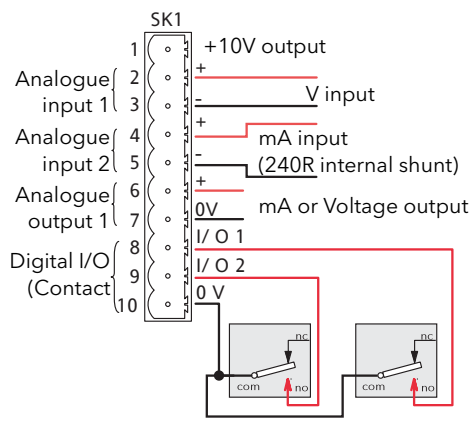 SK1
1 +10V output
Analogue input 1
2 +
3 - V input
Analogue input 2
4 + mA input
5 - (240R internal shunt)
Analogue output 1
6 +
7 0V mA or Voltage output
Digital I/O (Contact
8 I/ O 1
9 I/ O 2
10 0 V
nc
com
no
nc
com
no